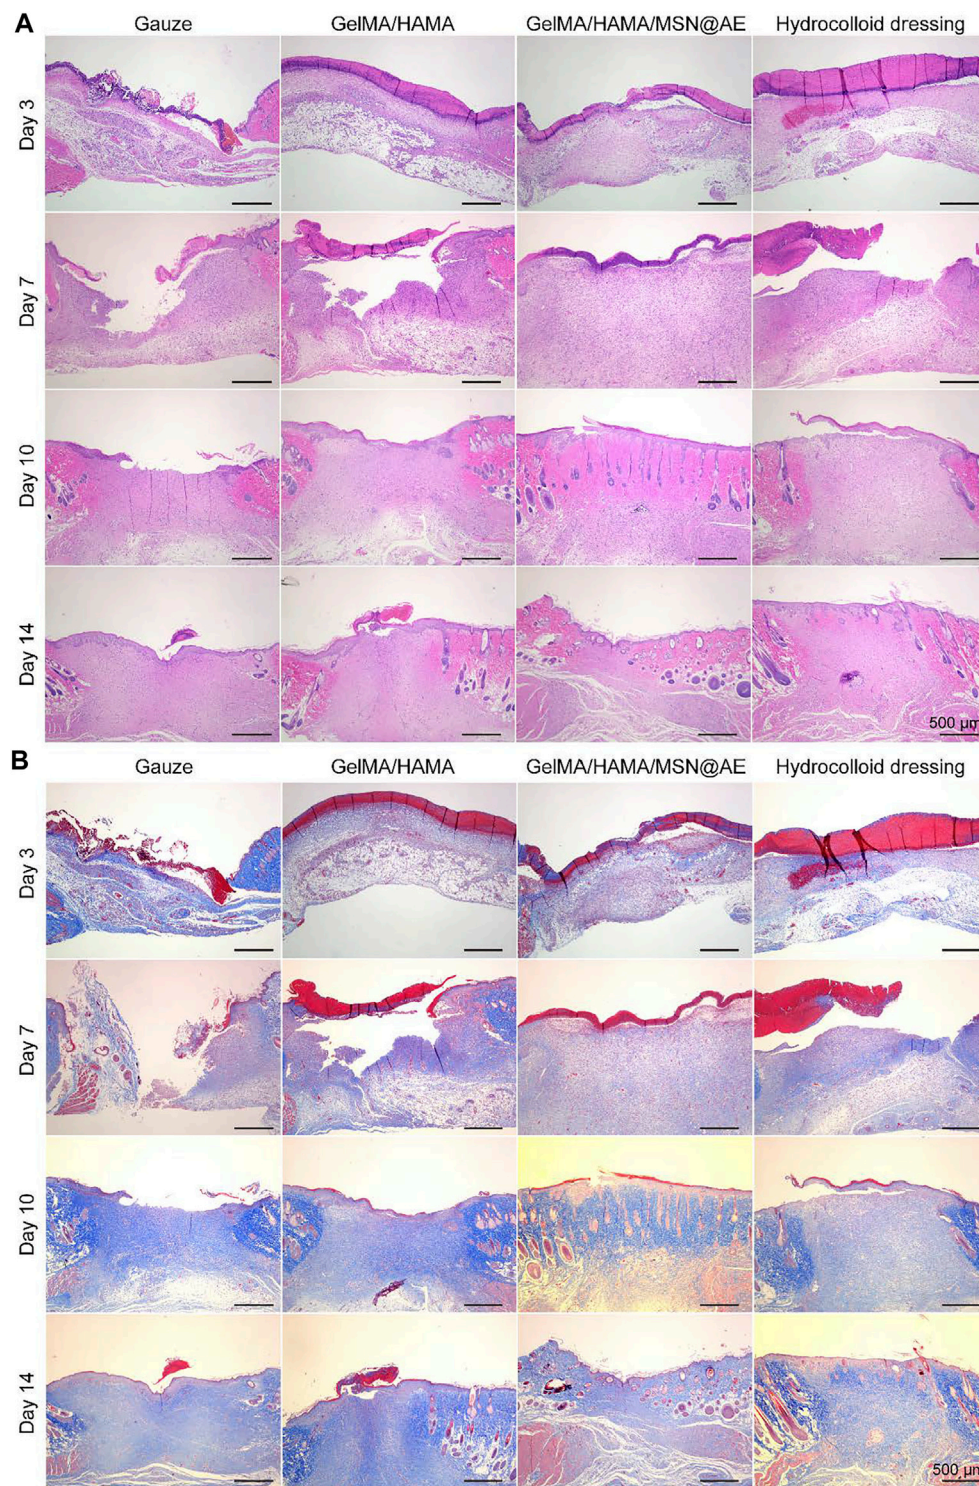 A
Gauze GelMA/HAMA GelMA/HAMA/MSN@AE Hydrocolloid dressing
Day 3
Day 7
Day 10
Day 14
500 µm
B
Gauze GelMA/HAMA GelMA/HAMA/MSN@AE Hydrocolloid dressing
Day 3
Day 7
Day 10
Day 14
500 µm